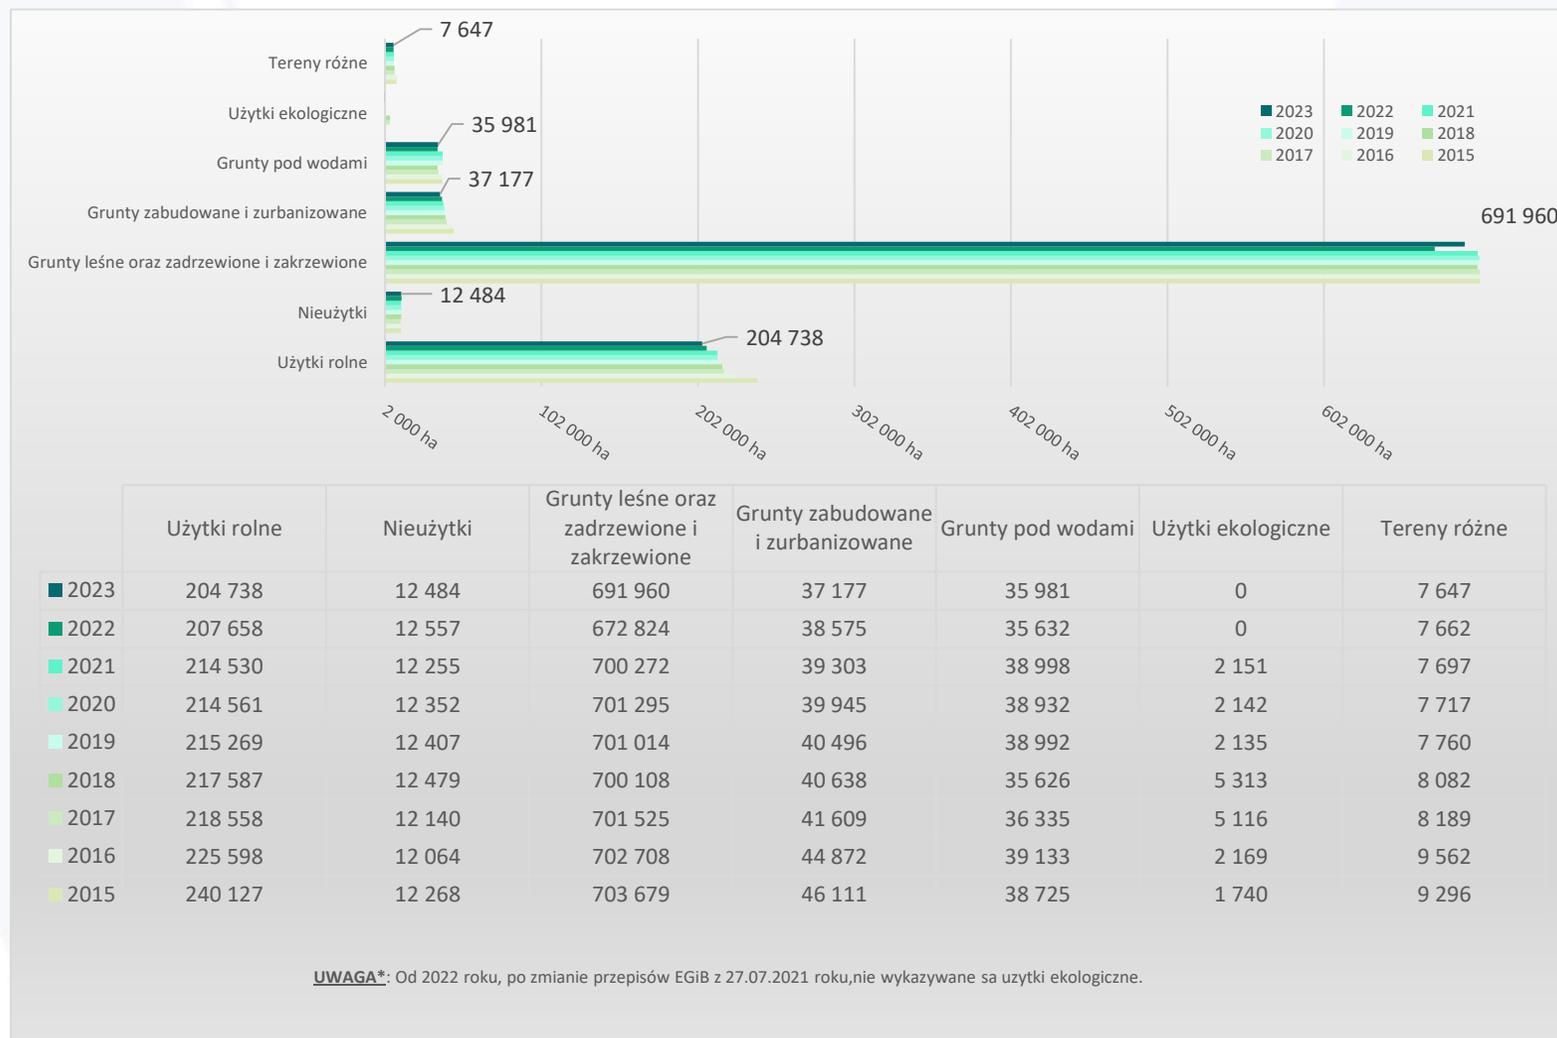 7 647
Tereny różne
Użytki ekologiczne
35 981
Grunty pod wodami
37 177
Grunty zabudowane i zurbanizowane
691 960
Grunty leśne oraz zadrzewione i zakrzewione
12 484
Nieużytki
204 738
Użytki rolne
2023 2022 2021
2020 2019 2018
2017 2016 2015
2 000 ha 102 000 ha 202 000 ha 302 000 ha 402 000 ha 502 000 ha 602 000 ha
Użytki rolne Nieużytki Grunty leśne oraz zadrzewione i zakrzewione Grunty zabudowane i zurbanizowane Grunty pod wodami Użytki ekologiczne Tereny różne
2023 204 738 12 484 691 960 37 177 35 981 0 7 647
2022 207 658 12 557 672 824 38 575 35 632 0 7 662
2021 214 530 12 255 700 272 39 303 38 998 2 151 7 697
2020 214 561 12 352 701 295 39 945 38 932 2 142 7 717
2019 215 269 12 407 701 014 40 496 38 992 2 135 7 760
2018 217 587 12 479 700 108 40 638 35 626 5 313 8 082
2017 218 558 12 140 701 525 41 609 36 335 5 116 8 189
2016 225 598 12 064 702 708 44 872 39 133 2 169 9 562
2015 240 127 12 268 703 679 46 111 38 725 1 740 9 296
UWAGA*: Od 2022 roku, po zmianie przepisów EGiB z 27.07.2021 roku,nie wykazywane sa uzytki ekologiczne.